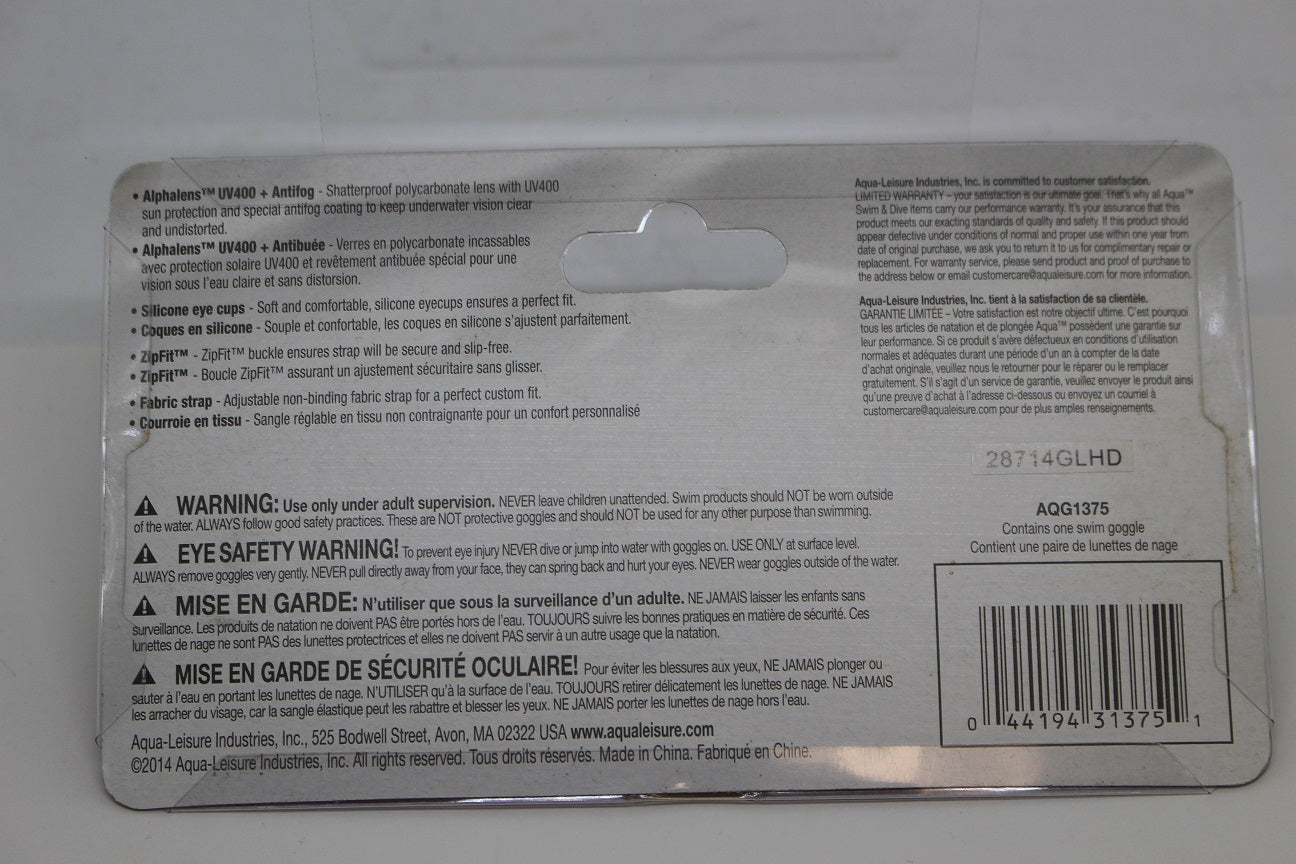 • Alphalens™ UV400 + Antifog - Shatterproof polycarbonate lens with UV400
sun protection and special antifog coating to keep underwater vision clear
and undistorted.
• Alphalens™ UV400 + Antibuée - Verres en polycarbonate incassables
avec protection solaire UV400 et revêtement antibuée spécial pour une
vision sous l'eau claire et sans distorsion.
• Silicone eye cups - Soft and comfortable, silicone eyecups ensures a perfect fit.
• Coques en silicone - Souple et confortable, les coques en silicone s'ajustent parfaitement.
• ZipFit™ - ZipFit™ buckle ensures strap will be secure and slip-free.
• ZipFit™ - Boucle ZipFit™ assurant un ajustement sécuritaire sans glisser.
• Fabric strap - Adjustable non-binding fabric strap for a perfect custom fit.
• Courroie en tissu - Sangle réglable en tissu non contraignante pour un confort personnalisé
Aqua-Leisure Industries, Inc. is committed to customer satisfaction.
LIMITED WARRANTY – your satisfaction is our ultimate goal. That's why all Aqua™
Swim & Dive items carry our performance warranty. It's your assurance that this
product meets our exacting standards of quality and safety. If this product should
appear defective under conditions of normal and proper use within one year from
date of original purchase, we ask you to return it to us for complimentary repair or
replacement. For warranty service, please send product and proof of purchase to
the address below or email customercare@aqualeisure.com for more information.
Aqua-Leisure Industries, Inc. tient à la satisfaction de sa clientèle.
GARANTIE LIMITÉE – Votre satisfaction est notre objectif ultime. C'est pourquoi
tous les articles de natation et de plongée Aqua™ possèdent une garantie sur
leur performance. Si ce produit s'avère défectueux en conditions d'utilisation
normales et adéquates durant une période d'un an à compter de la date
d'achat originale, veuillez nous le retourner pour le réparer ou le remplacer
gratuitement. S'il s'agit d'un service de garantie, veuillez envoyer le produit ainsi
qu'une preuve d'achat à l'adresse ci-dessous ou envoyez un courriel à
customercare@aqualeisure.com pour de plus amples renseignements.
28714GLHD
AQG1375
Contains one swim goggle
Contient une paire de lunettes de nage
WARNING: Use only under adult supervision. NEVER leave children unattended. Swim products should NOT be worn outside
of the water. ALWAYS follow good safety practices. These are NOT protective goggles and should NOT be used for any other purpose than swimming.
EYE SAFETY WARNING! To prevent eye injury NEVER dive or jump into water with goggles on. USE ONLY at surface level.
ALWAYS remove goggles very gently. NEVER pull directly away from your face, they can spring back and hurt your eyes. NEVER wear goggles outside of the water.
MISE EN GARDE: N'utiliser que sous la surveillance d'un adulte. NE JAMAIS laisser les enfants sans
surveillance. Les produits de natation ne doivent PAS être portés hors de l'eau. TOUJOURS suivre les bonnes pratiques en matière de sécurité. Ces
lunettes de nage ne sont PAS des lunettes protectrices et elles ne doivent PAS servir à un autre usage que la natation.
MISE EN GARDE DE SÉCURITÉ OCULAIRE! Pour éviter les blessures aux yeux, NE JAMAIS plonger ou
sauter à l'eau en portant les lunettes de nage. N'UTILISER qu'à la surface de l'eau. TOUJOURS retirer délicatement les lunettes de nage. NE JAMAIS
les arracher du visage, car la sangle élastique peut les rabattre et blesser les yeux. NE JAMAIS porter les lunettes de nage hors l'eau.
Aqua-Leisure Industries, Inc., 525 Bodwell Street, Avon, MA 02322 USA www.aqualeisure.com
©2014 Aqua-Leisure Industries, Inc. All rights reserved. Tous droits réservés. Made in China. Fabriqué en Chine.
0 44194 31375 1